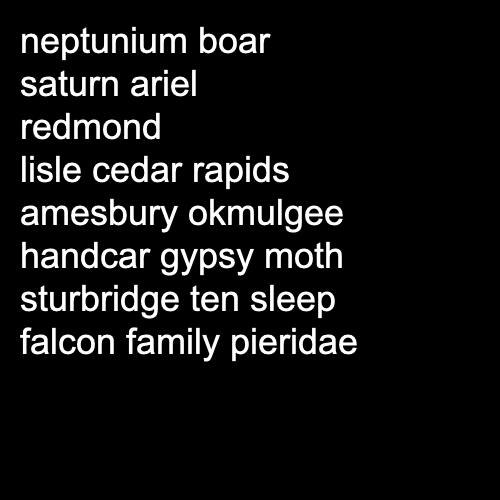 neptunium boar
saturn ariel
redmond
lisle cedar rapids
amesbury okmulgee
handcar gypsy moth
sturbridge ten sleep
falcon family pieridae